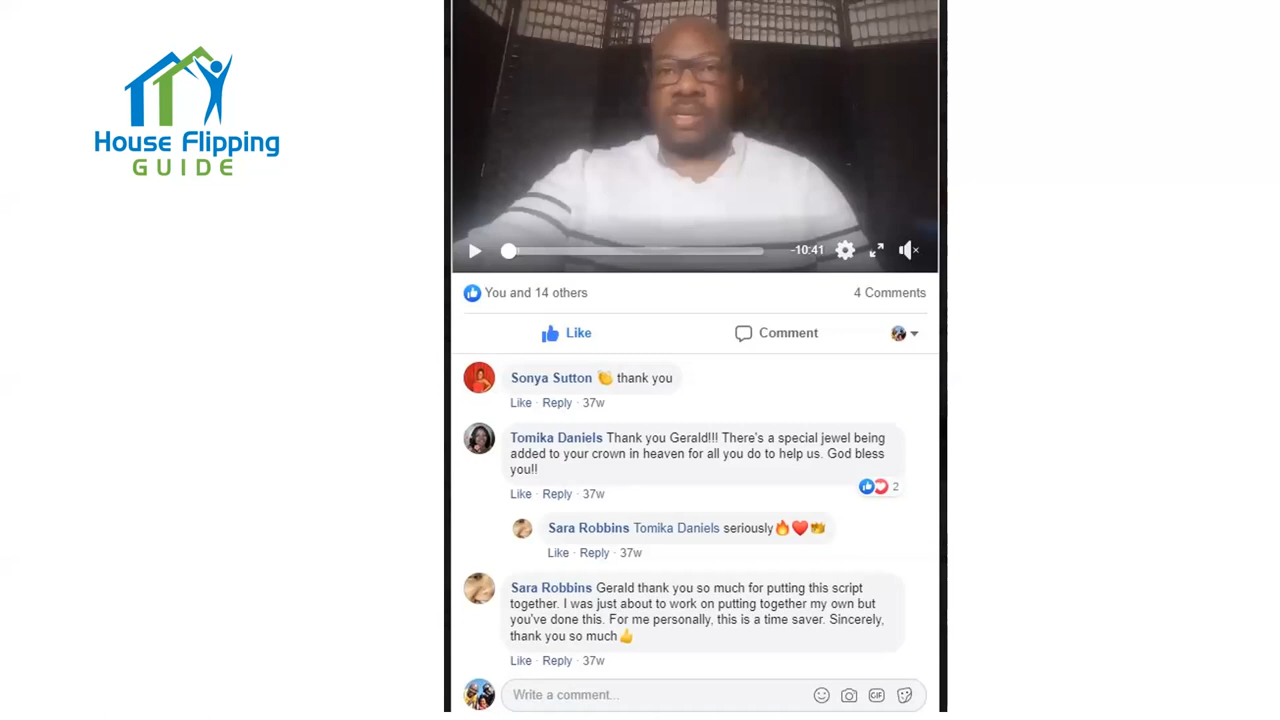 House Flipping
GUIDE
-10:41
You and 14 others
4 Comments
Like
Comment
Sonya Sutton 👏 thank you
Like · Reply · 37w
Tomika Daniels Thank you Gerald!!! There's a special jewel being
added to your crown in heaven for all you do to help us. God bless
you!!
2
Like · Reply · 37w
Sara Robbins Tomika Daniels seriously🔥❤️👑
Like · Reply · 37w
Sara Robbins Gerald thank you so much for putting this script
together. I was just about to work on putting together my own but
you've done this. For me personally, this is a time saver. Sincerely,
thank you so much👍
Like · Reply · 37w
Write a comment...
GIF